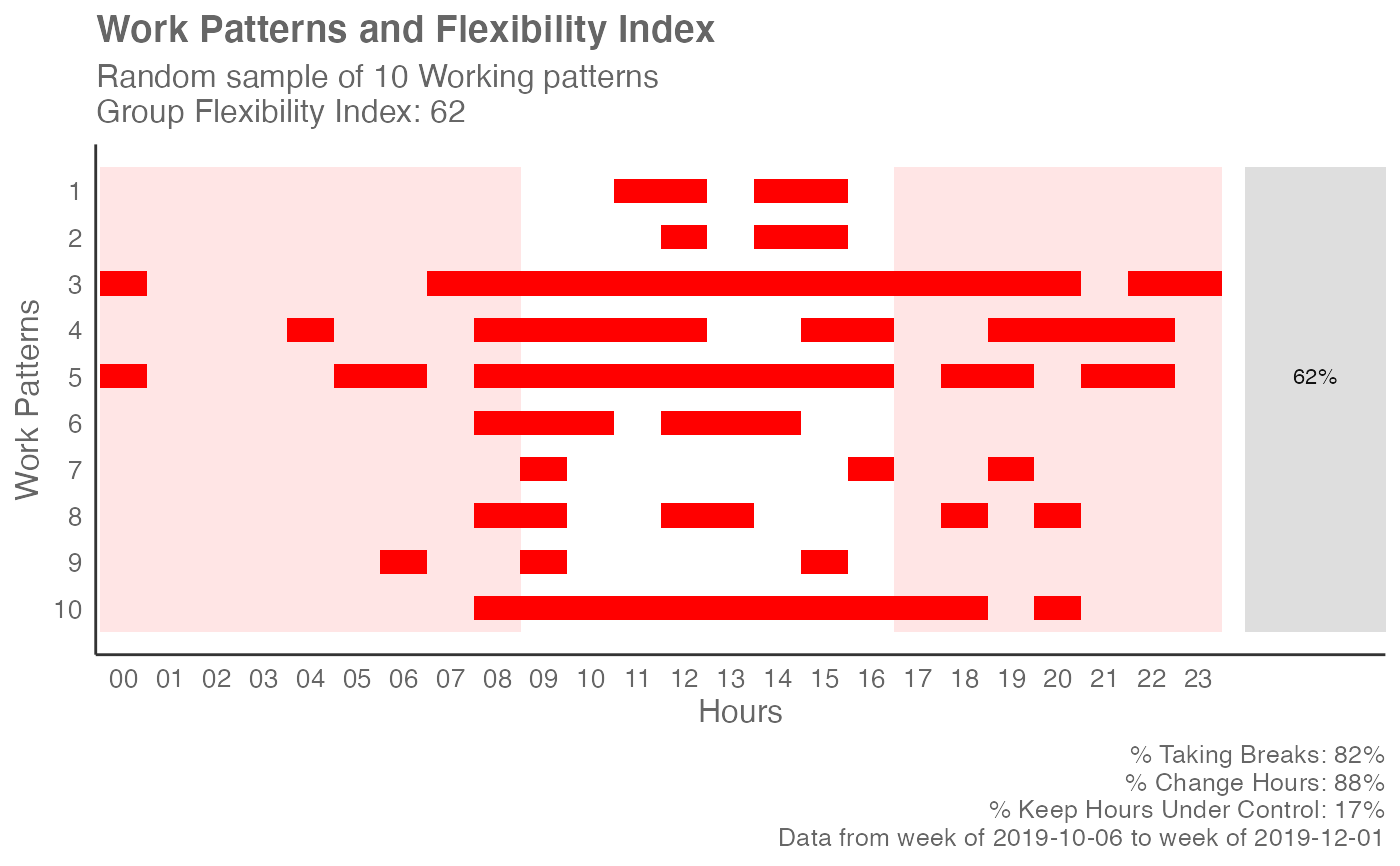 Work Patterns and Flexibility Index
Random sample of 10 Working patterns
Group Flexibility Index: 62
Work Patterns
1
2
3
4
5
6
7
8
9
10
62%
00 01 02 03 04 05 06 07 08 09 10 11 12 13 14 15 16 17 18 19 20 21 22 23
Hours
% Taking Breaks: 82%
% Change Hours: 88%
% Keep Hours Under Control: 17%
Data from week of 2019-10-06 to week of 2019-12-01